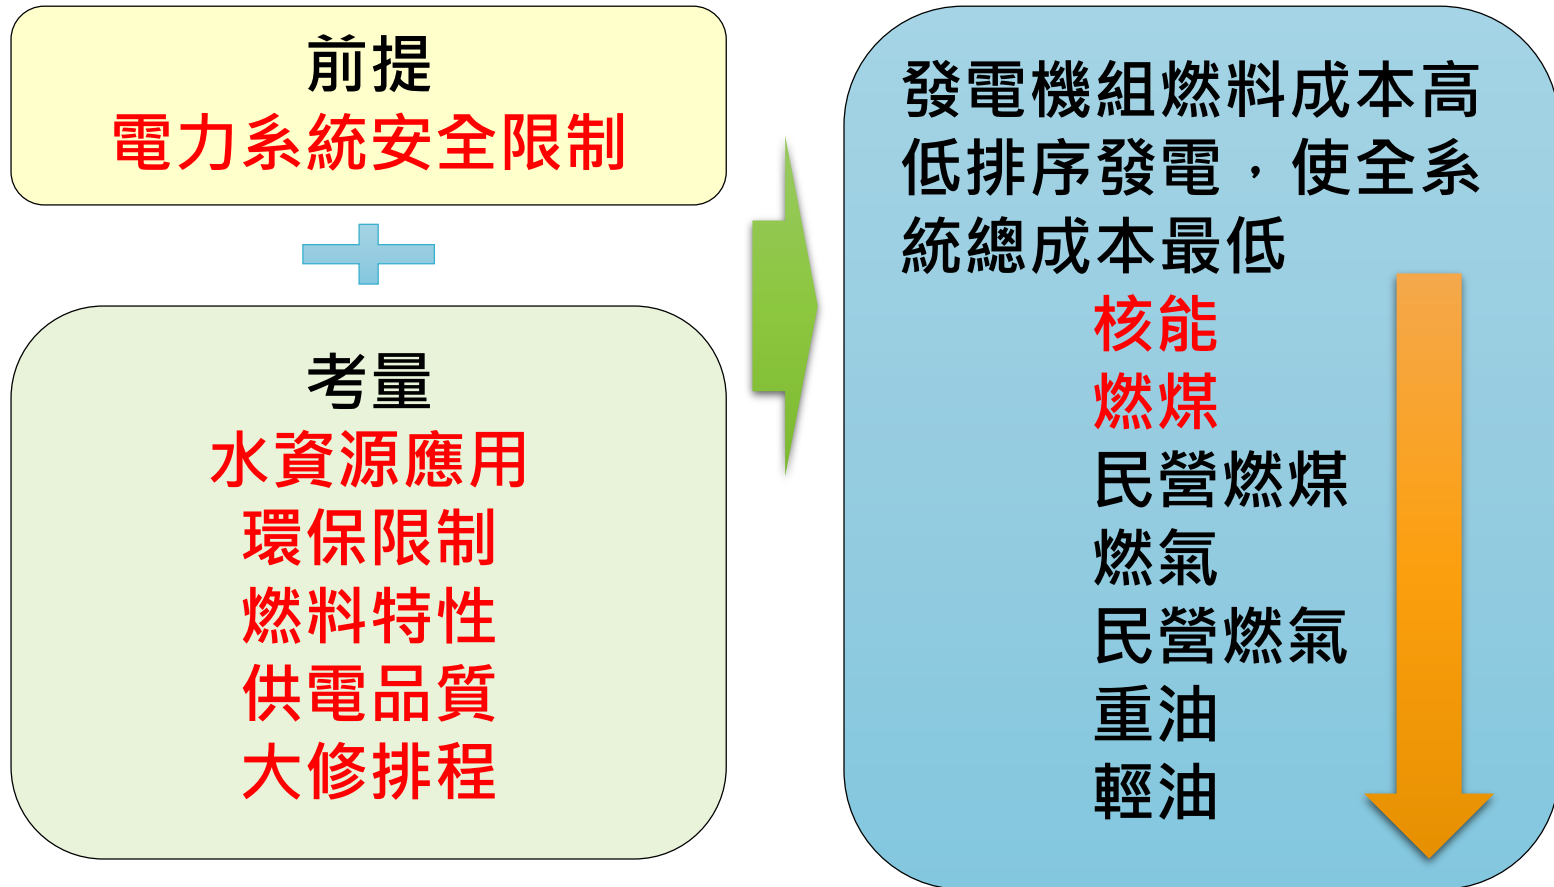 前提
電力系統安全限制
考量
水資源應用
環保限制
燃料特性
供電品質
大修排程
發電機組燃料成本高
低排序發電，使全系
統總成本最低
核能
燃煤
民營燃煤
燃氣
民營燃氣
重油
輕油